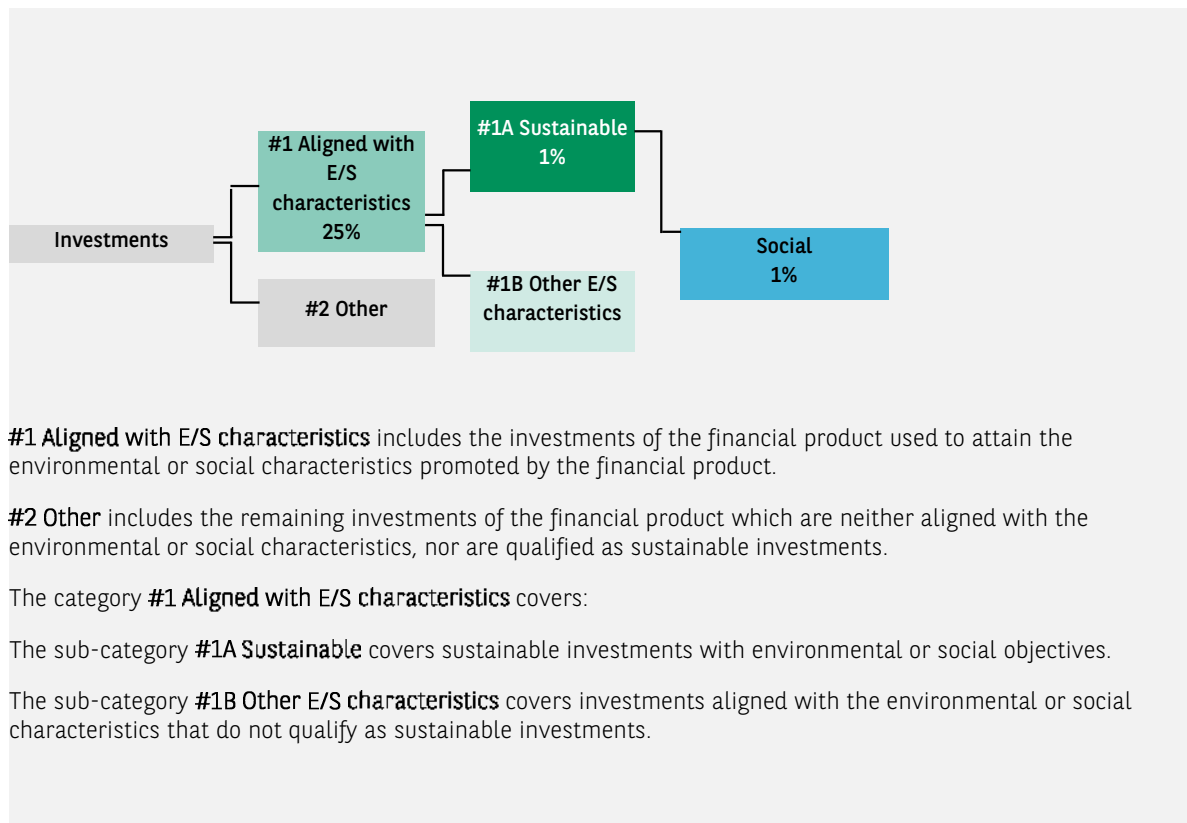 #1A Sustainable
1%
#1 Aligned with
E/S
characteristics
25%
Investments
Social
1%
#1B Other E/S
characteristics
#2 Other
#1 Aligned with E/S characteristics includes the investments of the financial product used to attain the
environmental or social characteristics promoted by the financial product.
#2 Other includes the remaining investments of the financial product which are neither aligned with the
environmental or social characteristics, nor are qualified as sustainable investments.
The category #1 Aligned with E/S characteristics covers:
The sub-category #1A Sustainable covers sustainable investments with environmental or social objectives.
The sub-category #1B Other E/S characteristics covers investments aligned with the environmental or social
characteristics that do not qualify as sustainable investments.